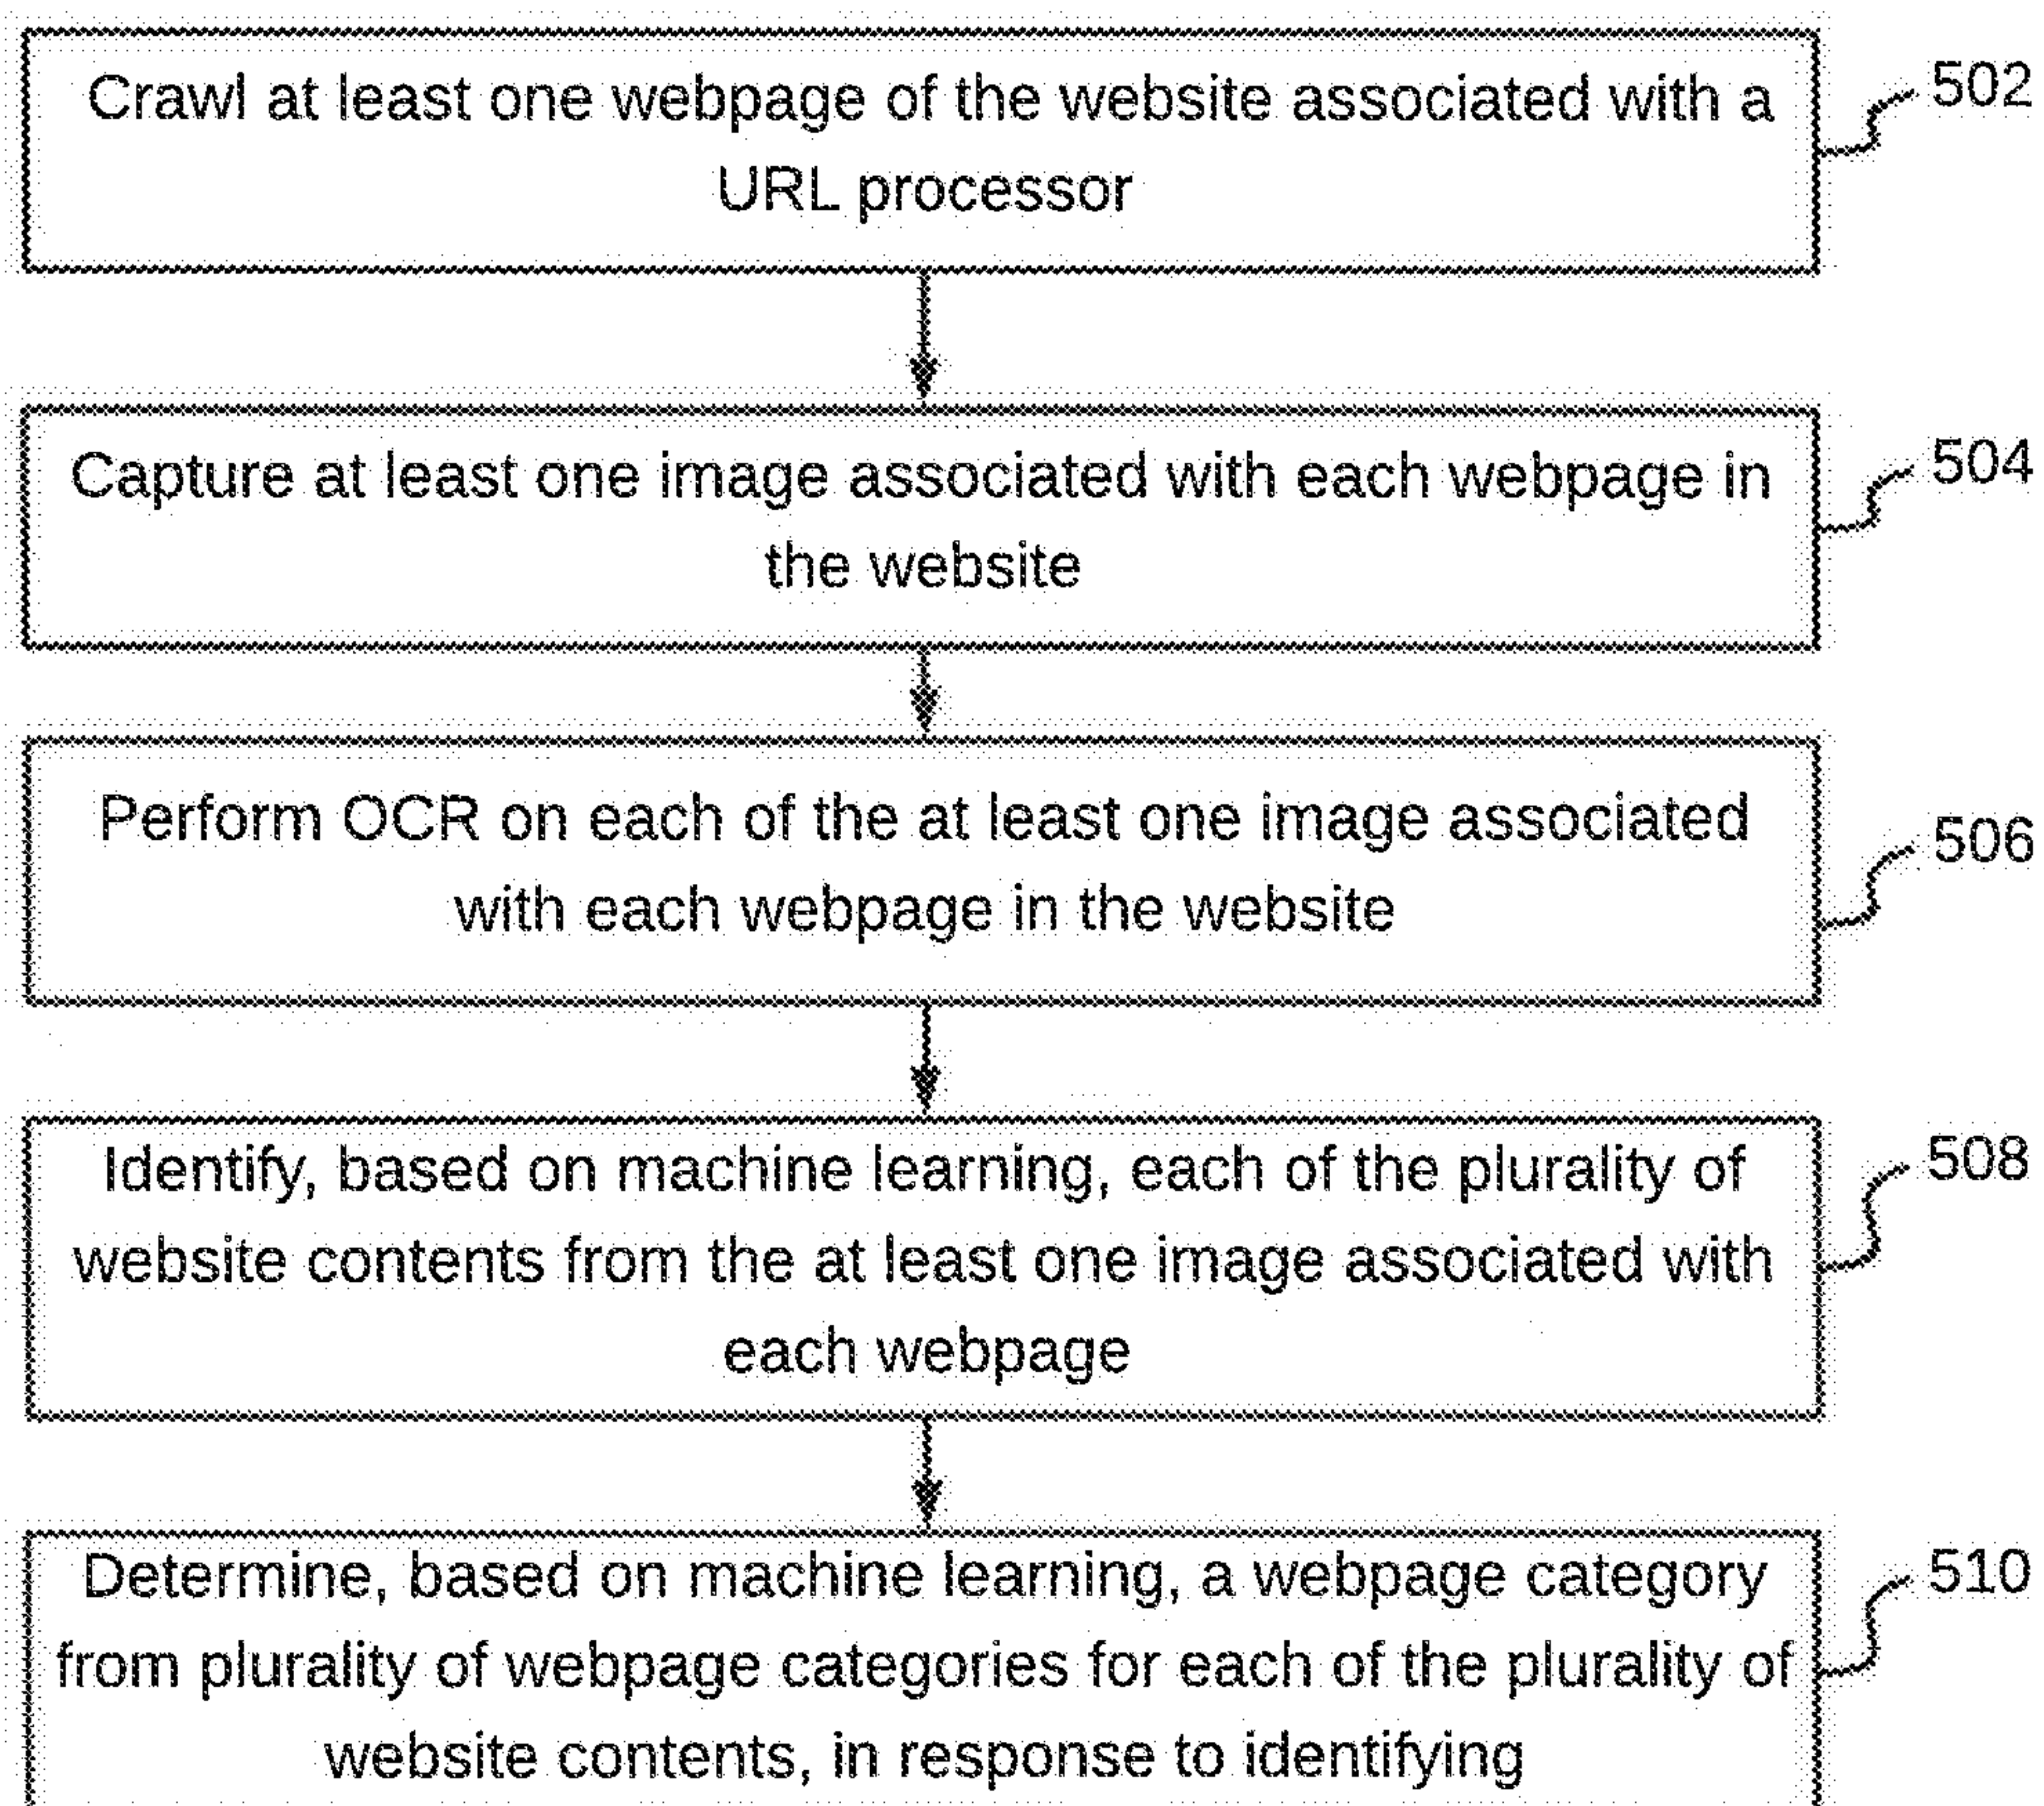 Crawl at least one webpage of the website associated with a
URL processor
502
Capture at least one image associated with each webpage in
the website
504
Perform OCR on each of the at least one image associated
with each webpage in the website
506
Identify, based on machine learning, each of the plurality of
website contents from the at least one image associated with
each webpage
508
Determine, based on machine learning, a webpage category
from plurality of webpage categories for each of the plurality of
website contents, in response to identifying
510